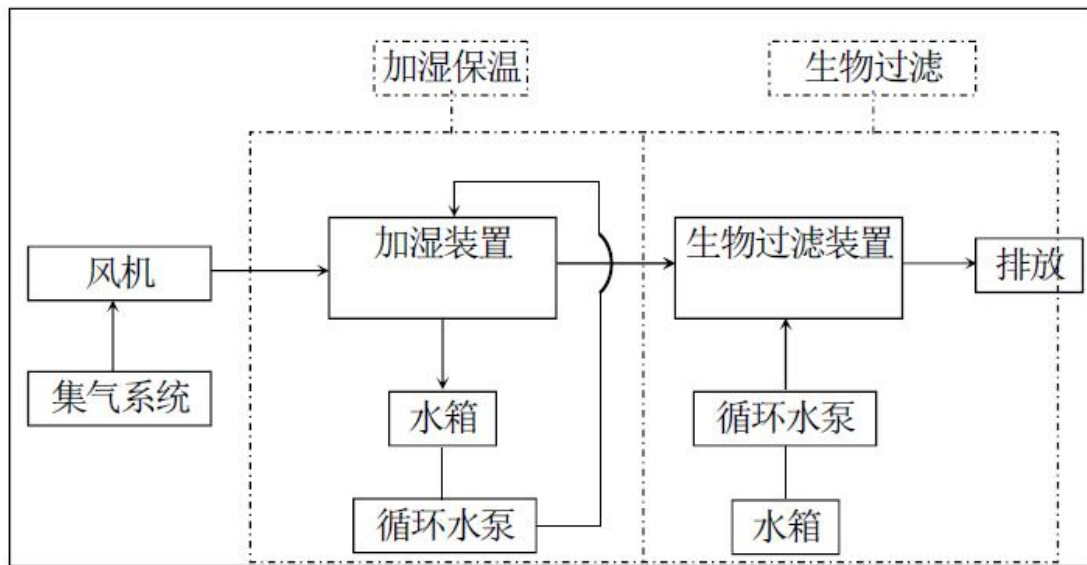 加湿保温
生物过滤
加湿装置
生物过滤装置
风机
排放
集气系统
水箱
循环水泵
循环水泵
水箱